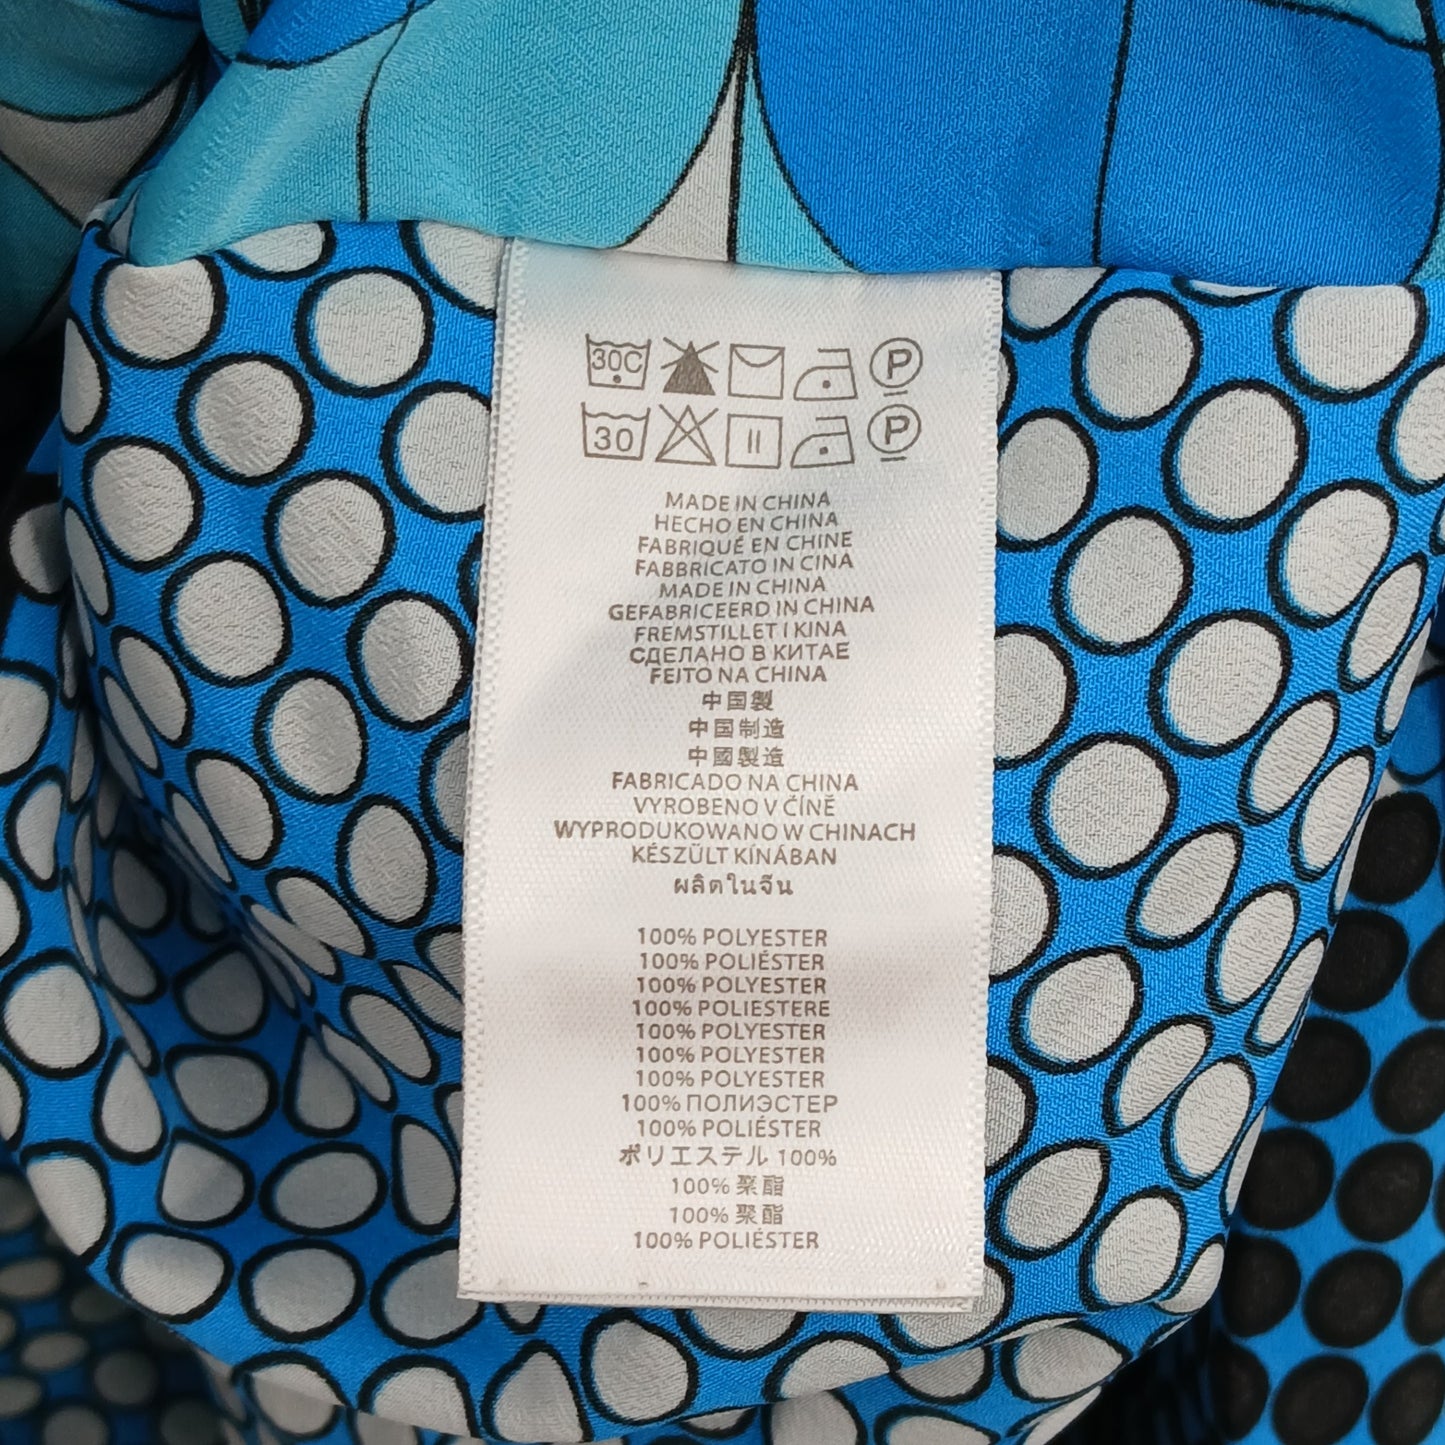 30C P
30 P
MADE IN CHINA
HECHO EN CHINA
FABRIQUÉ EN CHINE
FABBRICATO IN CINA
MADE IN CHINA
GEFABRICEERD IN CHINA
FREMSTILLET I KINA
СДЕЛАНО В КИТАЕ
FEITO NA CHINA
中国製
中国制造
中國製造
FABRICADO NA CHINA
VYROBENO V ČÍNĚ
WYPRODUKOWANO W CHINACH
KÉSZÜLT KÍNÁBAN
ผลิตในจีน
100% POLYESTER
100% POLIÉSTER
100% POLYESTER
100% POLIESTERE
100% POLYESTER
100% POLYESTER
100% POLYESTER
100% ПОЛИЭСТЕР
100% POLIÉSTER
ポリエステル 100%
100% 聚酯
100% 聚酯
100% POLIÉSTER